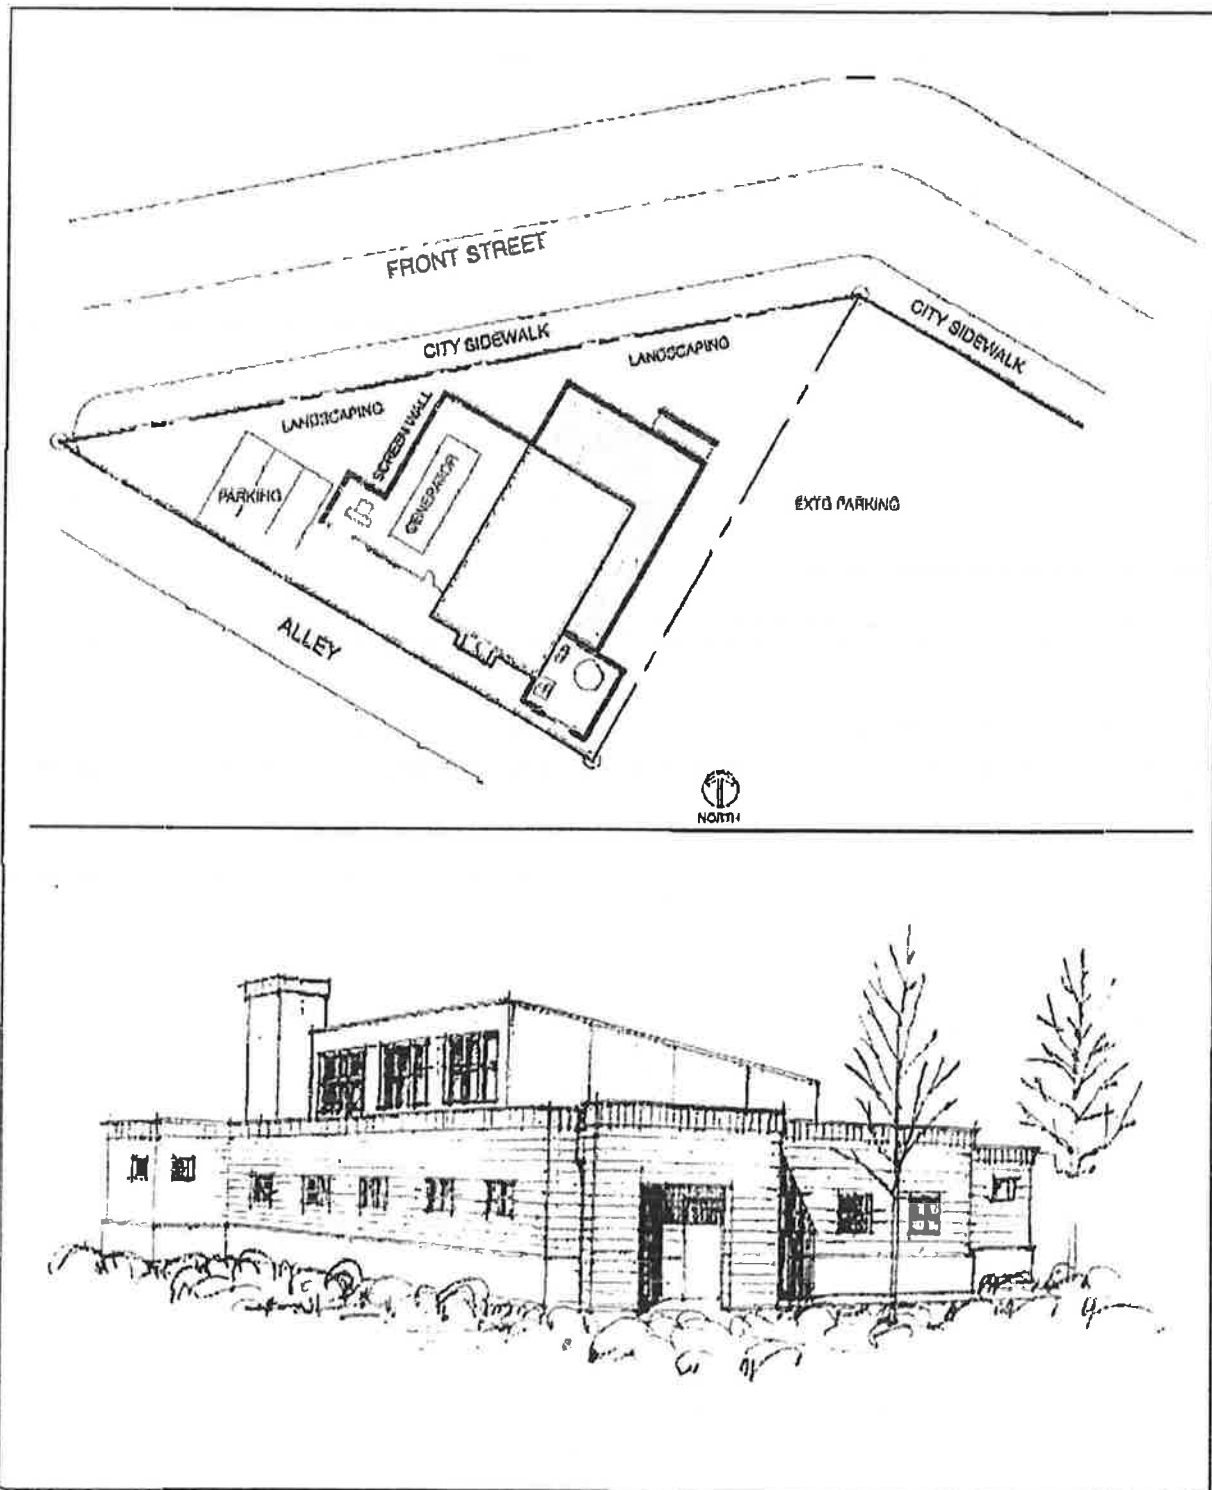 FRONT STREET
CITY SIDEWALK
CITY SIDEWALK
LANDSCAPING
LANDSCAPING
SCREEN WALL
GENERATOR
PARKING
EXTG PARKING
ALLEY
NORTH